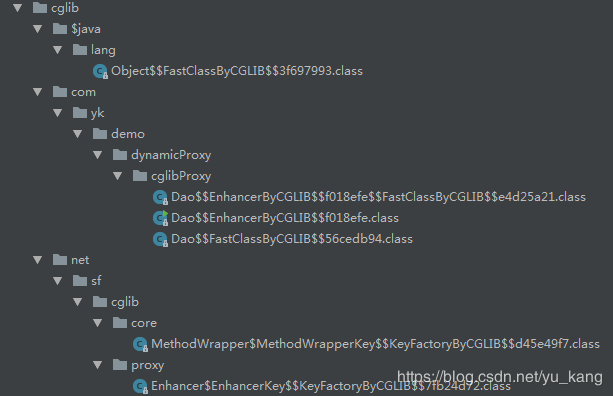 cglib
$java
lang
Object$$FastClassByCGLIB$$3f697993.class
com
yk
demo
dynamicProxy
cglibProxy
Dao$$EnhancerByCGLIB$$f018efe$$FastClassByCGLIB$$e4d25a21.class
Dao$$EnhancerByCGLIB$$f018efe.class
Dao$$FastClassByCGLIB$$56cedb94.class
net
sf
cglib
core
MethodWrapper$MethodWrapperKey$$KeyFactoryByCGLIB$$d45e49f7.class
proxy
https://blog.csdn.net/yu_kang
Enhancer$EnhancerKey$$KeyFactoryByCGLIB$$7fb24d72.class